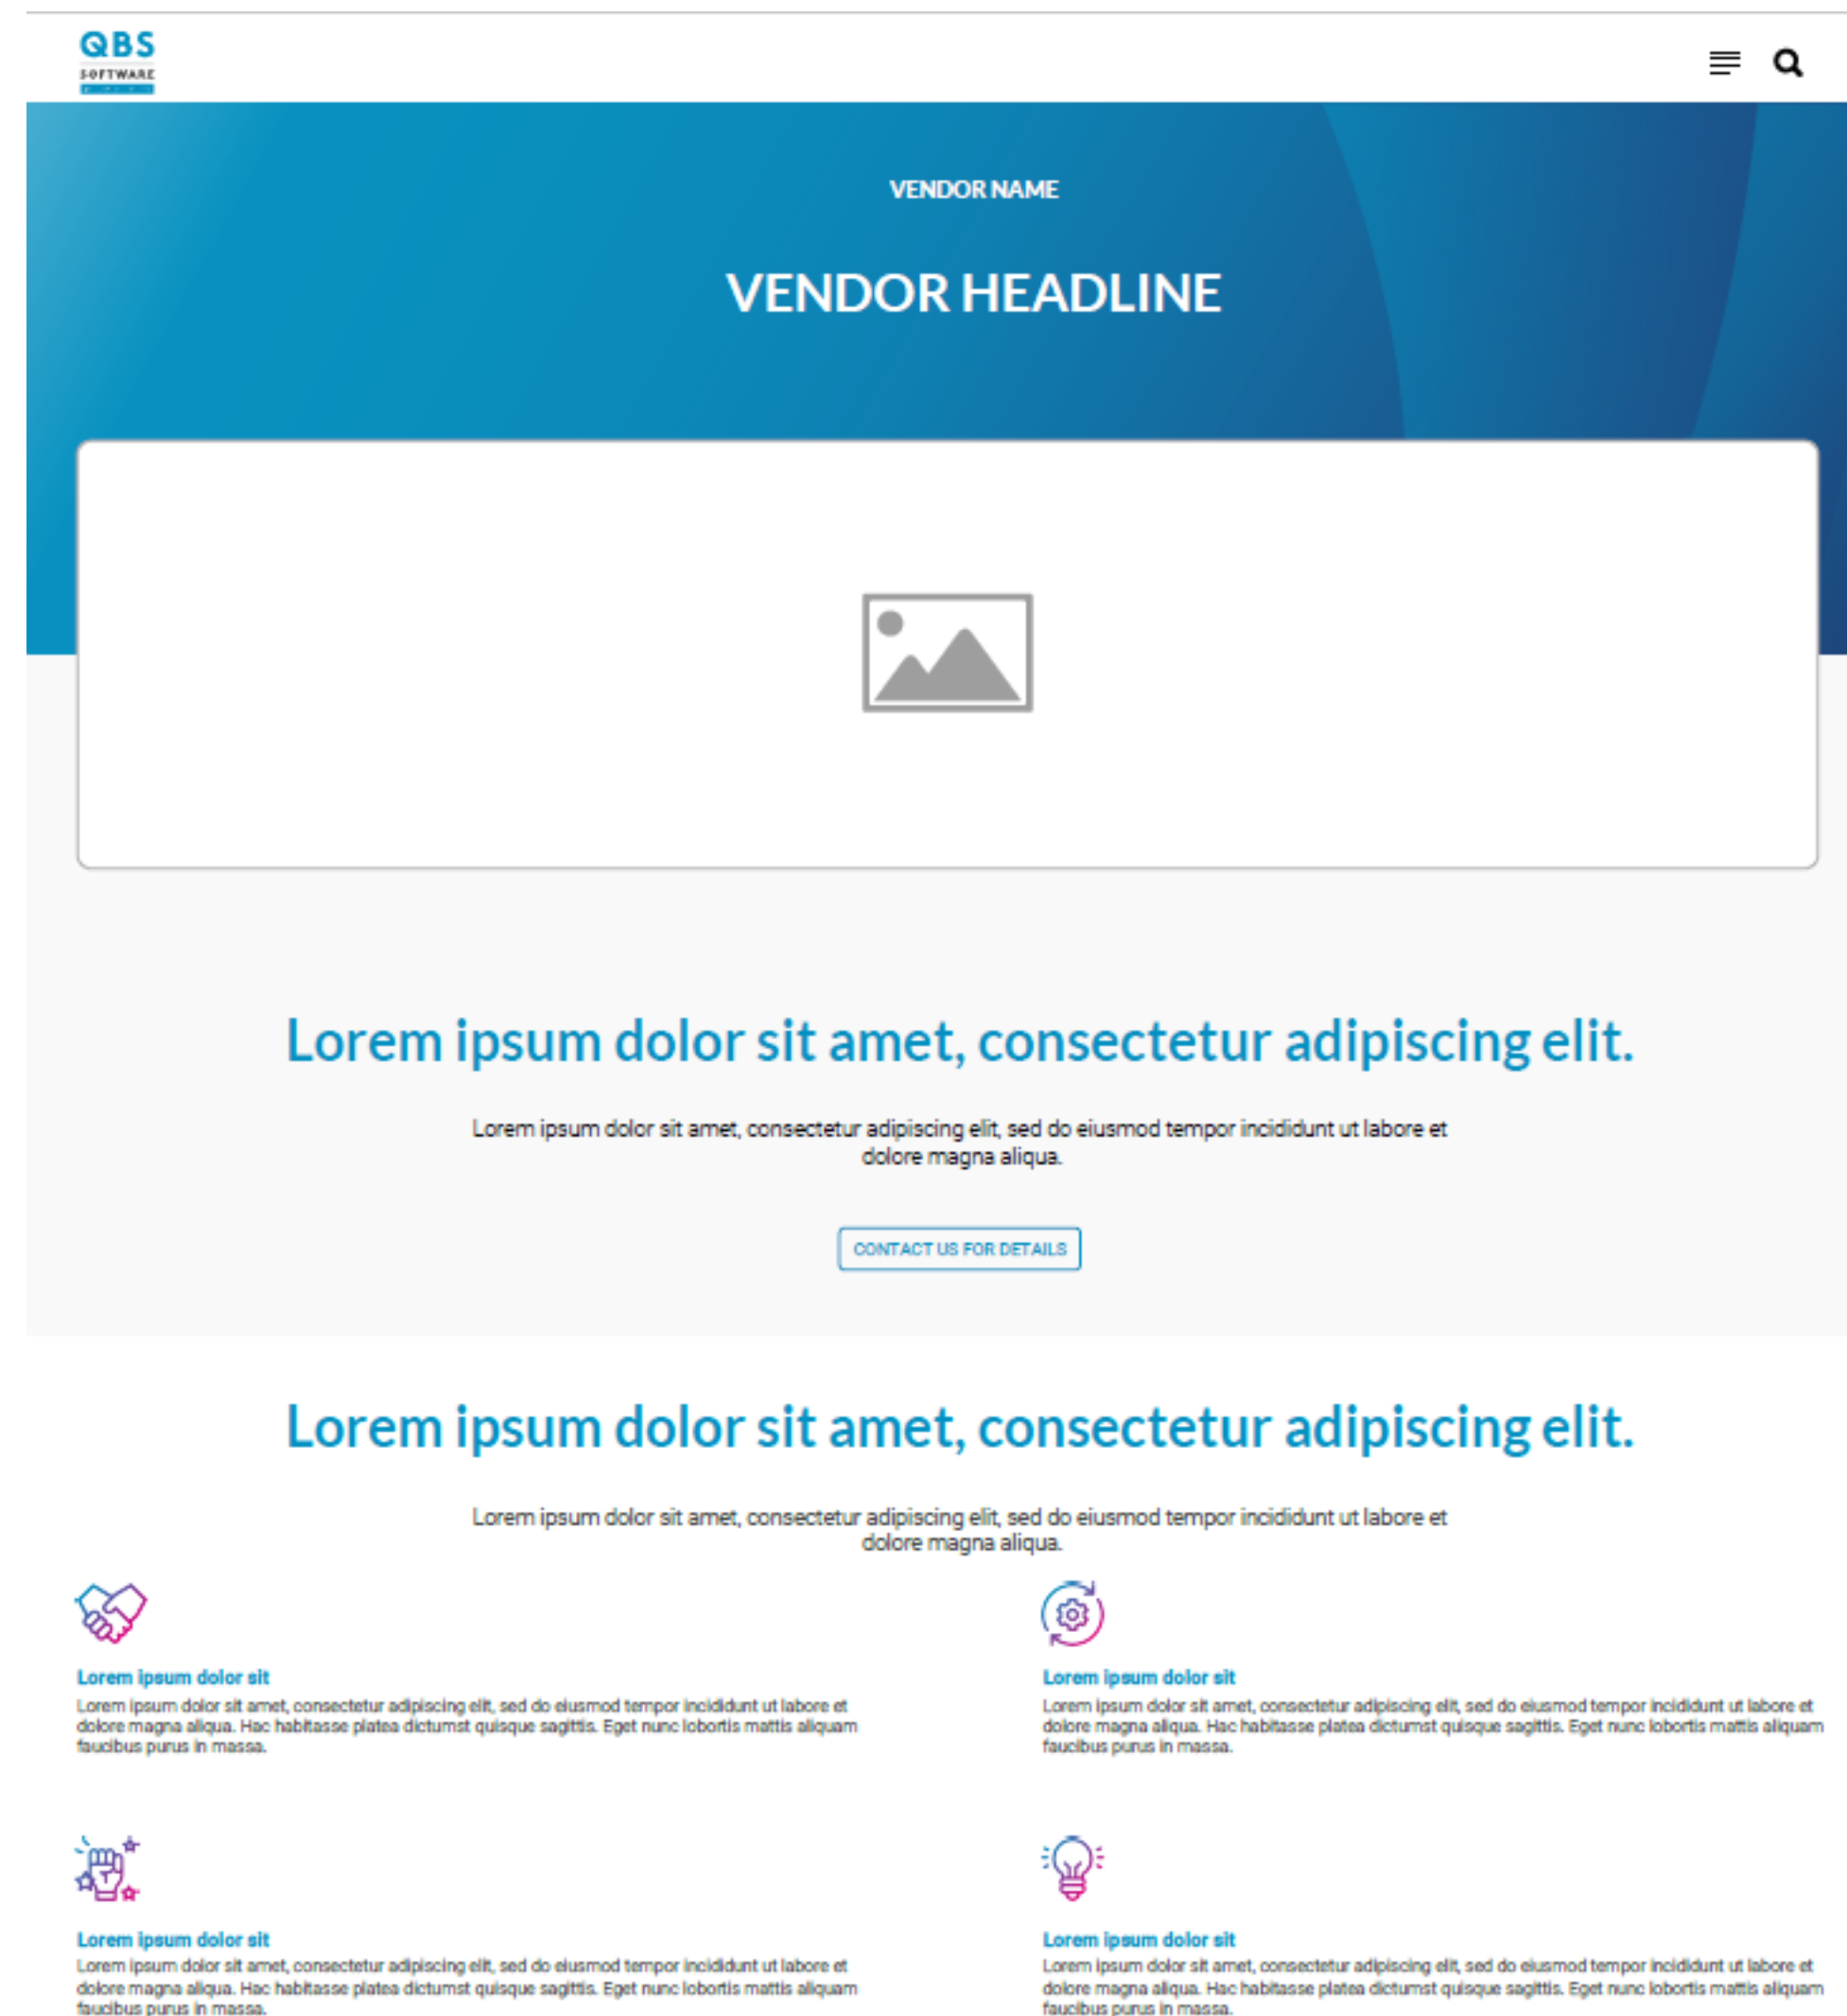 QBS
SOFTWARE
VENDOR NAME
VENDOR HEADLINE
Lorem ipsum dolor sit amet, consectetur adipiscing elit.
Lorem ipsum dolor sit amet, consectetur adipiscing elit, sed do eiusmod tempor incididunt ut labore et
dolore magna aliqua.
CONTACT US FOR DETAILS
Lorem ipsum dolor sit amet, consectetur adipiscing elit.
Lorem ipsum dolor sit amet, consectetur adipiscing elit, sed do eiusmod tempor incididunt ut labore et
dolore magna aliqua.
Lorem ipsum dolor sit
Lorem ipsum dolor sit amet, consectetur adipiscing elit, sed do eiusmod tempor incididunt ut labore et
dolore magna aliqua. Hac habitasse platea dictumst quisque sagittis. Eget nunc lobortis mattis aliquam
faucibus purus in massa.
Lorem ipsum dolor sit
Lorem ipsum dolor sit amet, consectetur adipiscing elit, sed do eiusmod tempor incididunt ut labore et
dolore magna aliqua. Hac habitasse platea dictumst quisque sagittis. Eget nunc lobortis mattis aliquam
faucibus purus in massa.
Lorem ipsum dolor sit
Lorem ipsum dolor sit amet, consectetur adipiscing elit, sed do eiusmod tempor incididunt ut labore et
dolore magna aliqua. Hac habitasse platea dictumst quisque sagittis. Eget nunc lobortis mattis aliquam
faucibus purus in massa.
Lorem ipsum dolor sit
Lorem ipsum dolor sit amet, consectetur adipiscing elit, sed do eiusmod tempor incididunt ut labore et
dolore magna aliqua. Hac habitasse platea dictumst quisque sagittis. Eget nunc lobortis mattis aliquam
faucibus purus in massa.